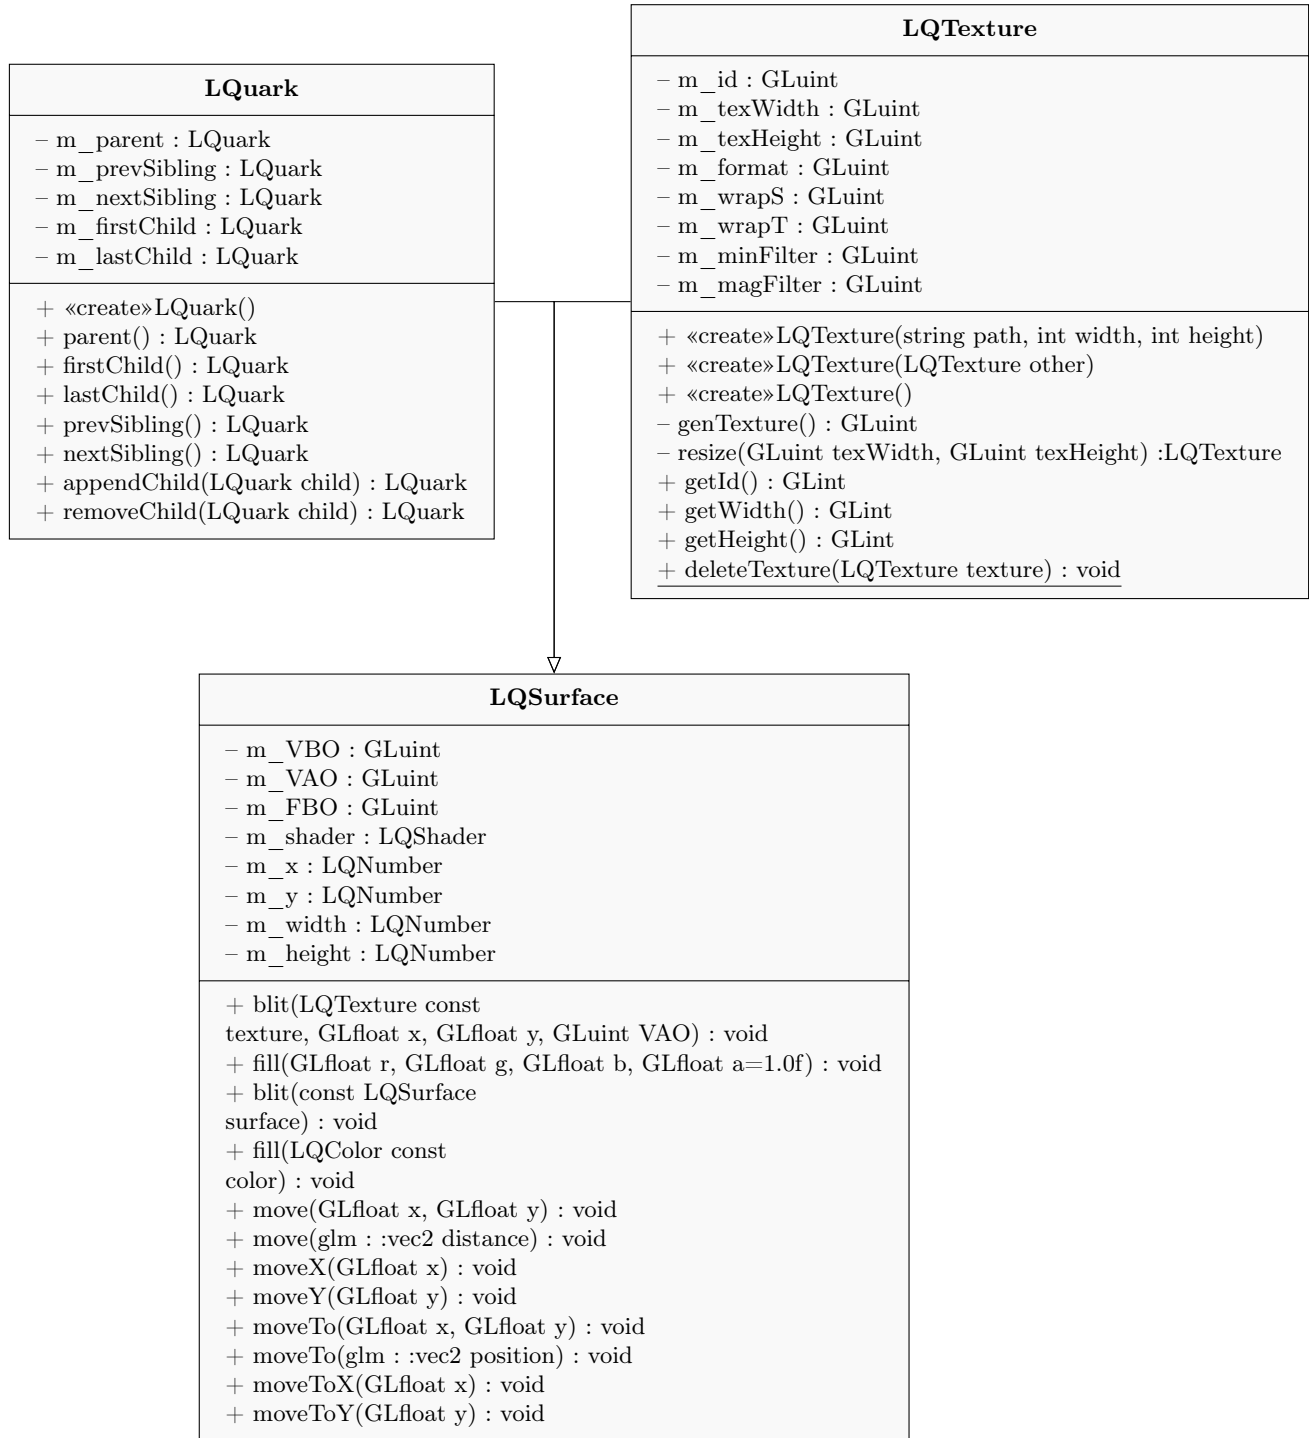 LQuark
– m_parent : LQuark
– m_prevSibling : LQuark
– m_nextSibling : LQuark
– m_firstChild : LQuark
– m_lastChild : LQuark
+ «create»LQuark()
+ parent() : LQuark
+ firstChild() : LQuark
+ lastChild() : LQuark
+ prevSibling() : LQuark
+ nextSibling() : LQuark
+ appendChild(LQuark child) : LQuark
+ removeChild(LQuark child) : LQuark
LQTexture
– m_id : GLuint
– m_texWidth : GLuint
– m_texHeight : GLuint
– m_format : GLuint
– m_wrapS : GLuint
– m_wrapT : GLuint
– m_minFilter : GLuint
– m_magFilter : GLuint
+ «create»LQTexture(string path, int width, int height)
+ «create»LQTexture(LQTexture other)
+ «create»LQTexture()
– genTexture() : GLuint
– resize(GLuint texWidth, GLuint texHeight) :LQTexture
+ getId() : GLint
+ getWidth() : GLint
+ getHeight() : GLint
+ deleteTexture(LQTexture texture) : void
LQSurface
– m_VBO : GLuint
– m_VAO : GLuint
– m_FBO : GLuint
– m_shader : LQShader
– m_x : LQNumber
– m_y : LQNumber
– m_width : LQNumber
– m_height : LQNumber
+ blit(LQTexture const
texture, GLfloat x, GLfloat y, GLuint VAO) : void
+ fill(GLfloat r, GLfloat g, GLfloat b, GLfloat a=1.0f) : void
+ blit(const LQSurface
surface) : void
+ fill(LQColor const
color) : void
+ move(GLfloat x, GLfloat y) : void
+ move(glm : :vec2 distance) : void
+ moveX(GLfloat x) : void
+ moveY(GLfloat y) : void
+ moveTo(GLfloat x, GLfloat y) : void
+ moveTo(glm : :vec2 position) : void
+ moveToX(GLfloat x) : void
+ moveToY(GLfloat y) : void